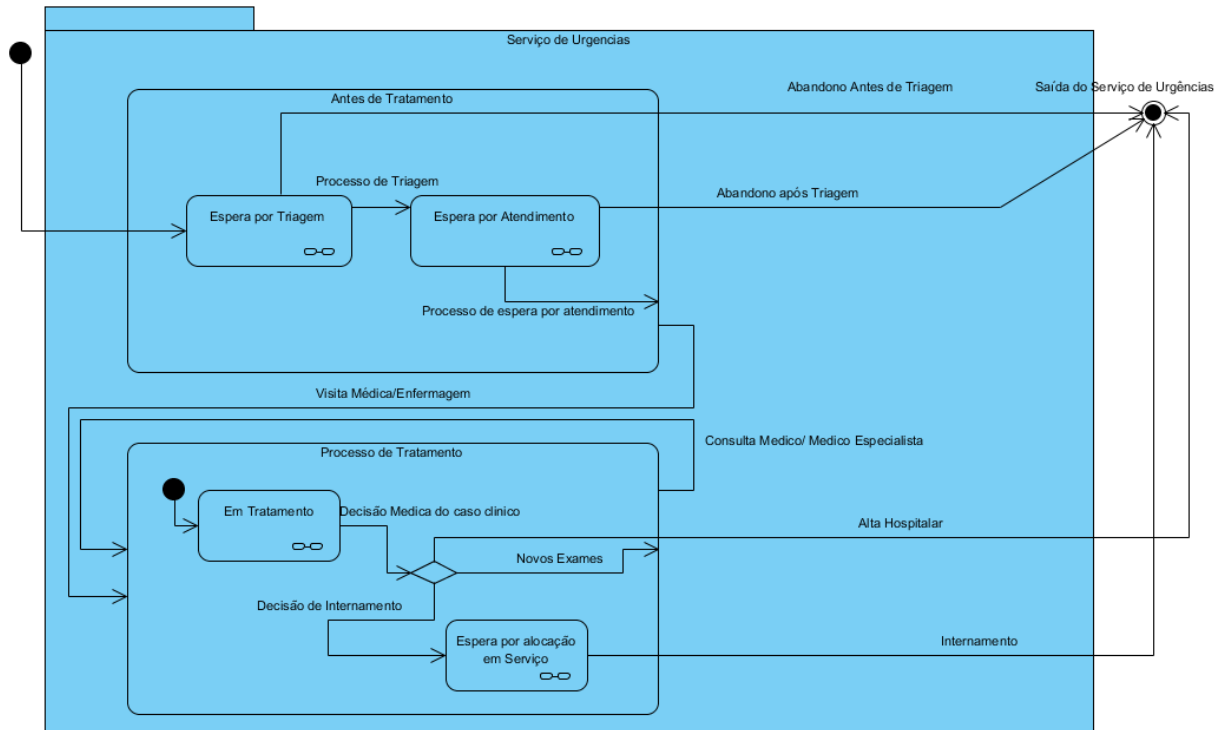 Serviço de Urgencias
Abandono Antes de Triagem
Saída do Serviço de Urgências
Antes de Tratamento
Processo de Triagem
Abandono após Triagem
Espera por Triagem
Espera por Atendimento
Processo de espera por atendimento
Visita Médica/Enfermagem
Consulta Medico/ Medico Especialista
Processo de Tratamento
Em Tratamento
Decisão Medica do caso clínico
Alta Hospitalar
Novos Exames
Decisão de Internamento
Espera por alocação
em Serviço
Internamento